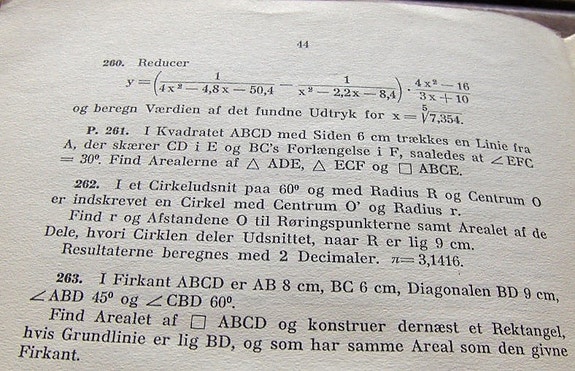 44
260. Reducer
y = (1/(4x² — 4,8x — 50,4) — 1/(x² — 2,2x — 8,4)) · (4x² — 16)/(3x + 10)
og beregn Værdien af det fundne Udtryk for x = ⁵√7,354.
P. 261. I Kvadratet ABCD med Siden 6 cm trækkes en Linie fra
A, der skærer CD i E og BC's Forlængelse i F, saaledes at ∠ EFC
= 30º. Find Arealerne af △ ADE, △ ECF og □ ABCE.
262. I et Cirkeludsnit paa 60º og med Radius R og Centrum O
er indskrevet en Cirkel med Centrum O' og Radius r.
Find r og Afstandene O til Røringspunkterne samt Arealet af de
Dele, hvori Cirklen deler Udsnittet, naar R er lig 9 cm.
Resultaterne beregnes med 2 Decimaler. π=3,1416.
263. I Firkant ABCD er AB 8 cm, BC 6 cm, Diagonalen BD 9 cm,
∠ ABD 45º og ∠ CBD 60º.
Find Arealet af □ ABCD og konstruer dernæst et Rektangel,
hvis Grundlinie er lig BD, og som har samme Areal som den givne
Firkant.